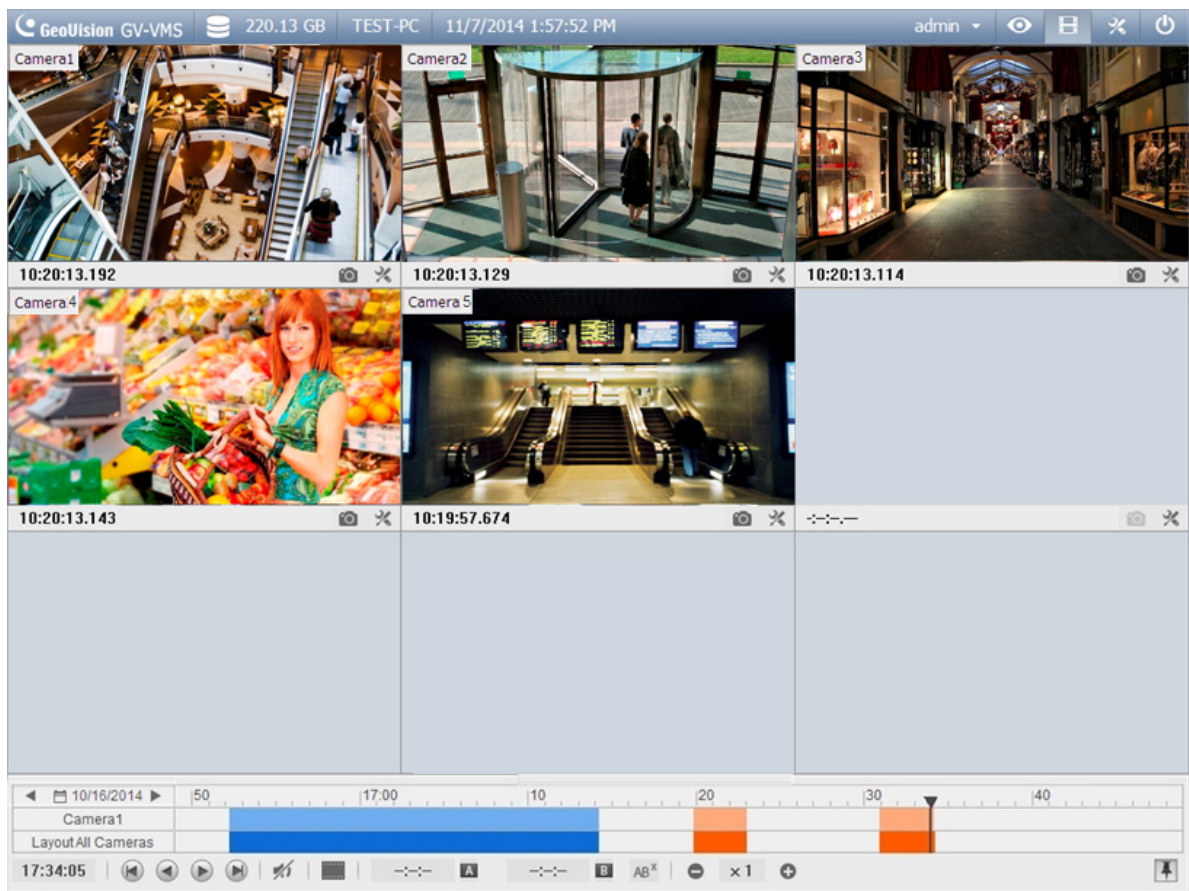 GeoVision GV-VMS 220.13 GB TEST-PC 11/7/2014 1:57:52 PM admin
Camera1 Camera2 Camera3
10:20:13.192 10:20:13.129 10:20:13.114
Camera 4 Camera 5
10:20:13.143 10:19:57.674 -:-:-.--
10/16/2014 50 17:00 10 20 30 40
Camera1
Layout All Cameras
17:34:05 -:-:- A -:-:- B ABx x 1